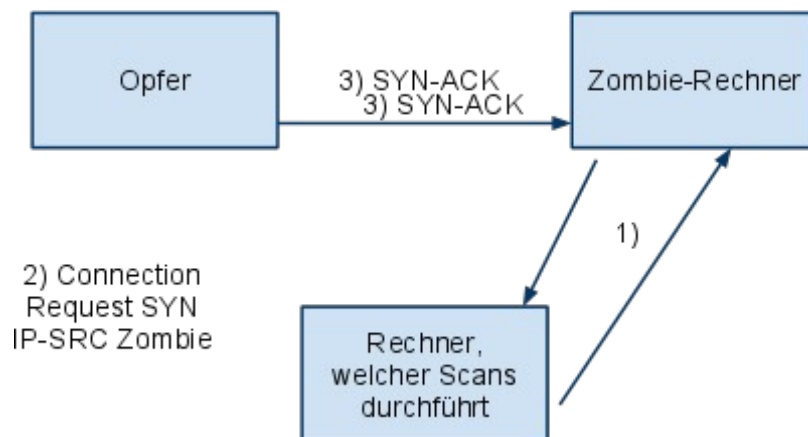 Opfer
3) SYN-ACK
3) SYN-ACK
Zombie-Rechner
1)
2) Connection
Request SYN
IP-SRC Zombie
Rechner,
welcher Scans
durchführt